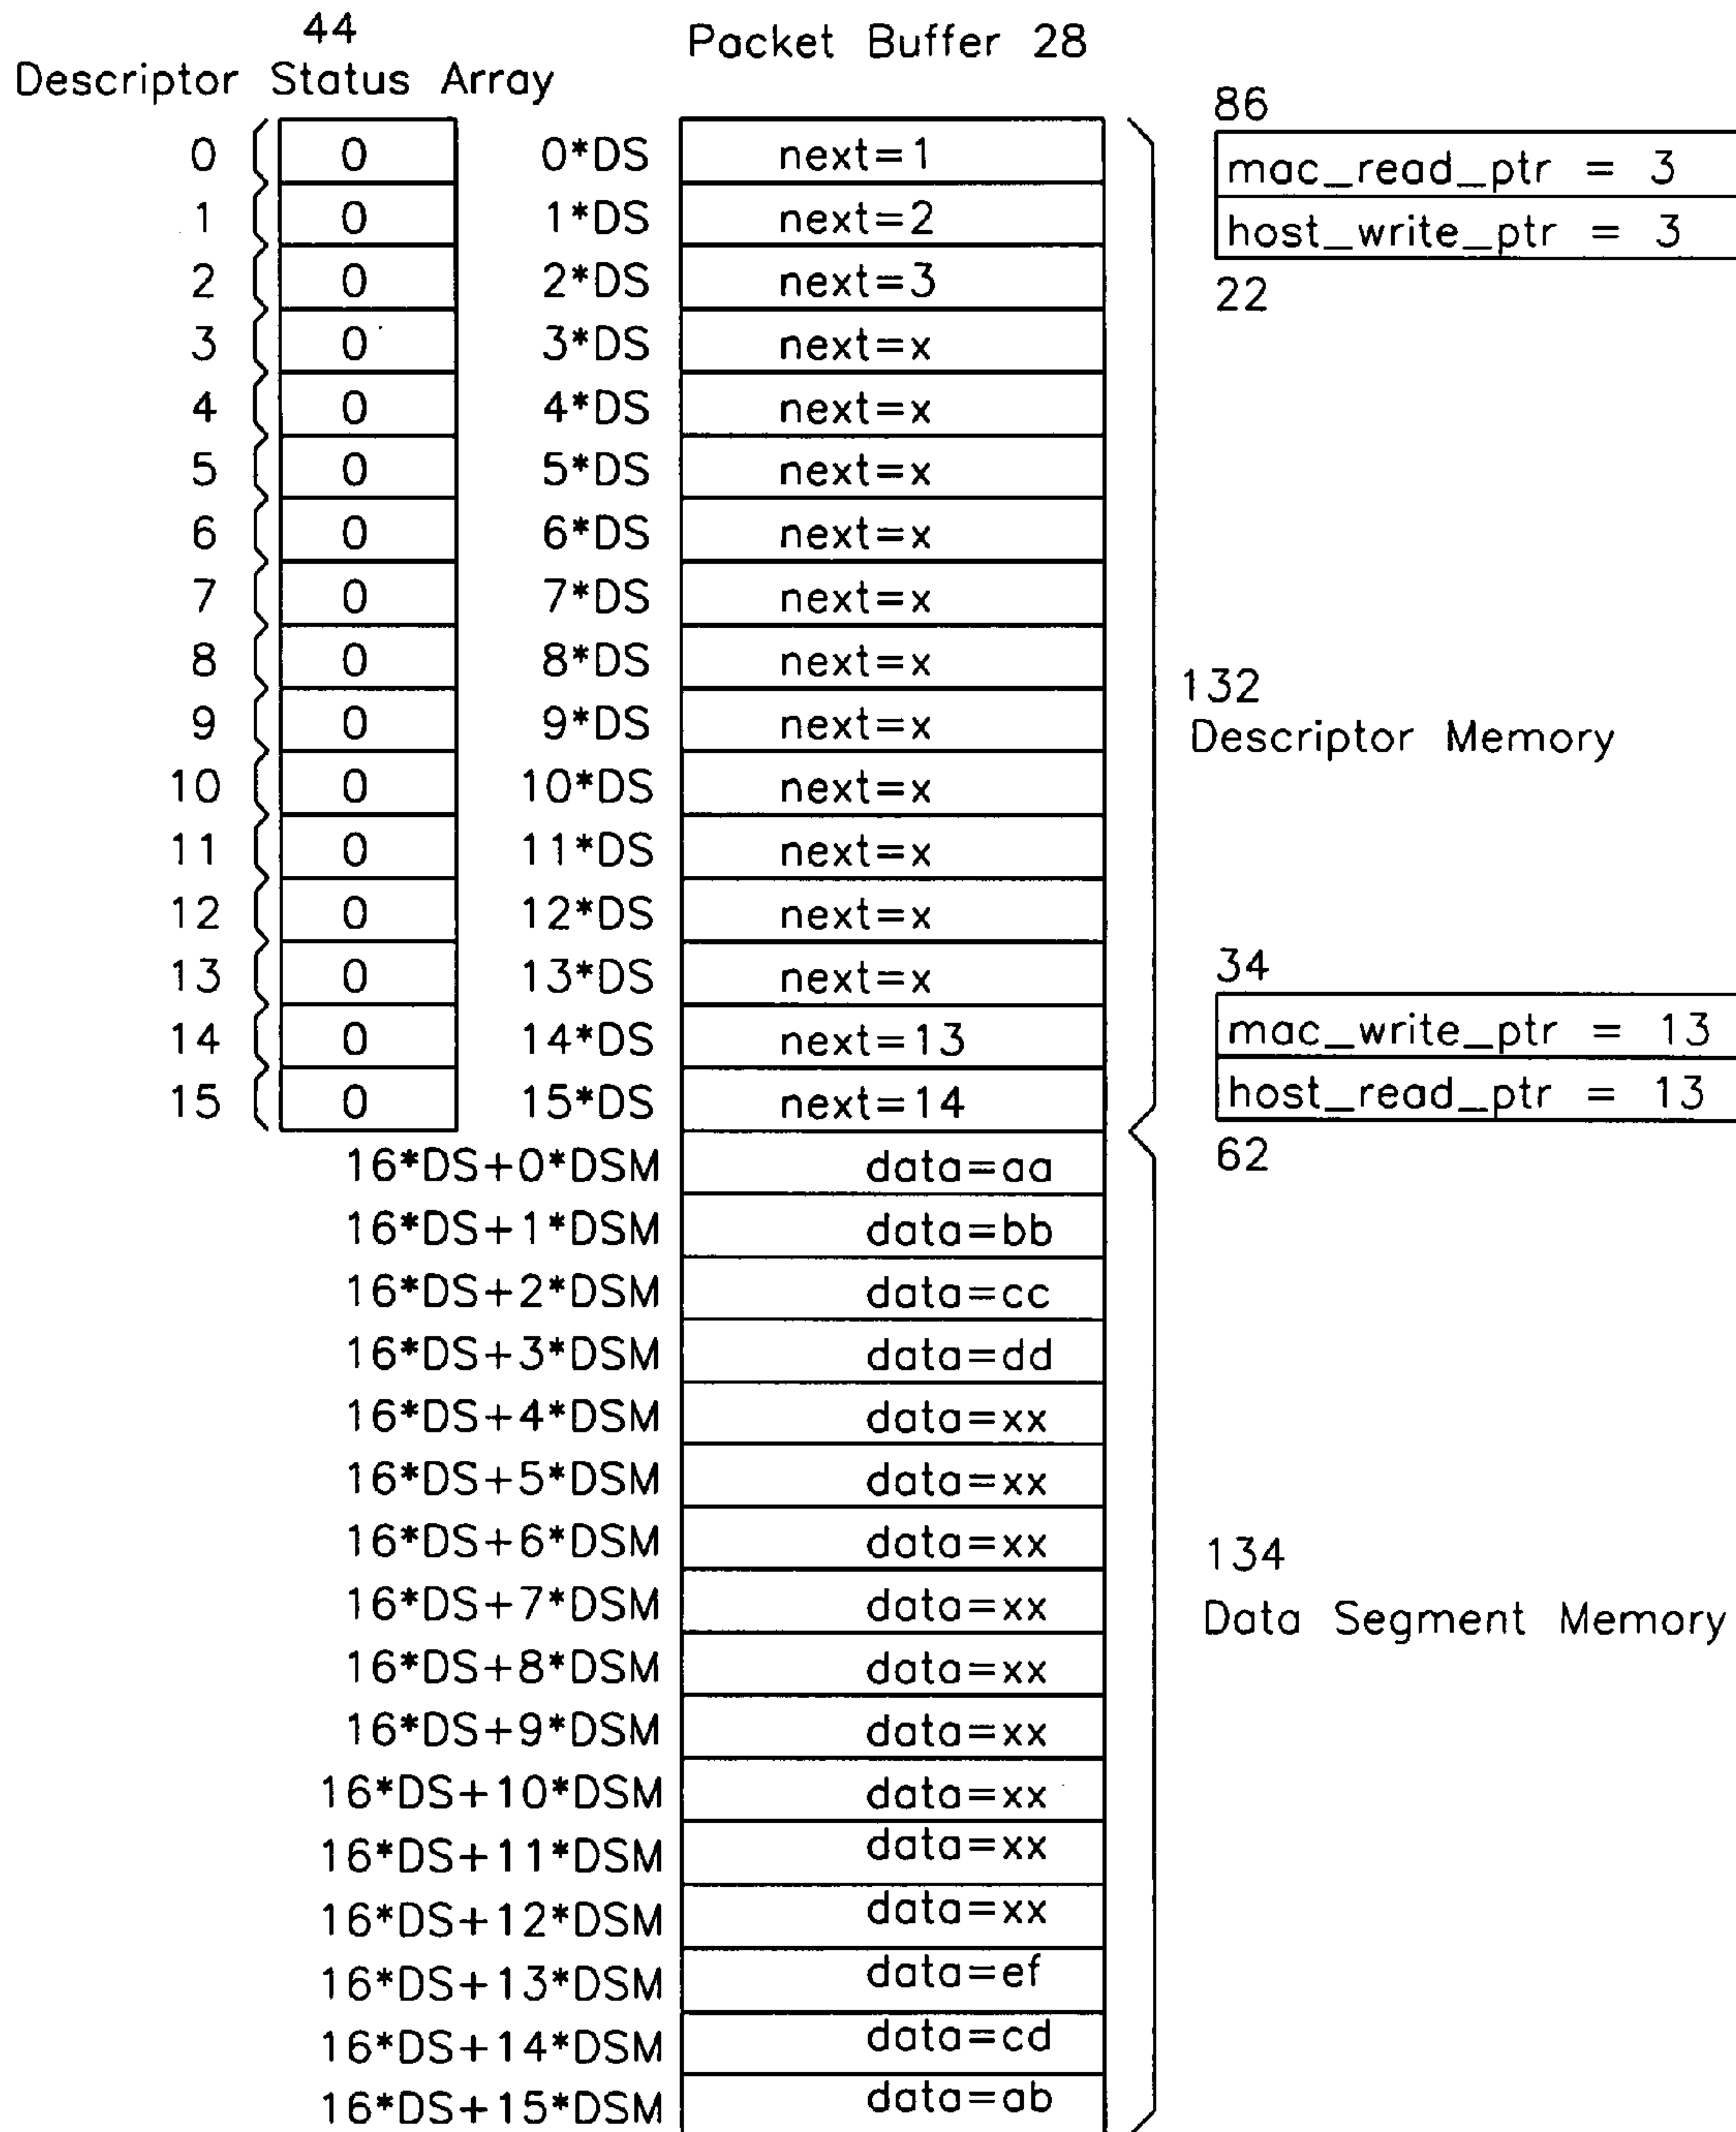 44
Descriptor Status Array
Packet Buffer 28
0 0 0*DS next=1
1 0 1*DS next=2
2 0 2*DS next=3
3 0 3*DS next=x
4 0 4*DS next=x
5 0 5*DS next=x
6 0 6*DS next=x
7 0 7*DS next=x
8 0 8*DS next=x
9 0 9*DS next=x
10 0 10*DS next=x
11 0 11*DS next=x
12 0 12*DS next=x
13 0 13*DS next=x
14 0 14*DS next=13
15 0 15*DS next=14
16*DS+0*DSM data=aa
16*DS+1*DSM data=bb
16*DS+2*DSM data=cc
16*DS+3*DSM data=dd
16*DS+4*DSM data=xx
16*DS+5*DSM data=xx
16*DS+6*DSM data=xx
16*DS+7*DSM data=xx
16*DS+8*DSM data=xx
16*DS+9*DSM data=xx
16*DS+10*DSM data=xx
16*DS+11*DSM data=xx
16*DS+12*DSM data=xx
16*DS+13*DSM data=ef
16*DS+14*DSM data=cd
16*DS+15*DSM data=ab
86
mac_read_ptr = 3
host_write_ptr = 3
22
132
Descriptor Memory
34
mac_write_ptr = 13
host_read_ptr = 13
62
134
Data Segment Memory